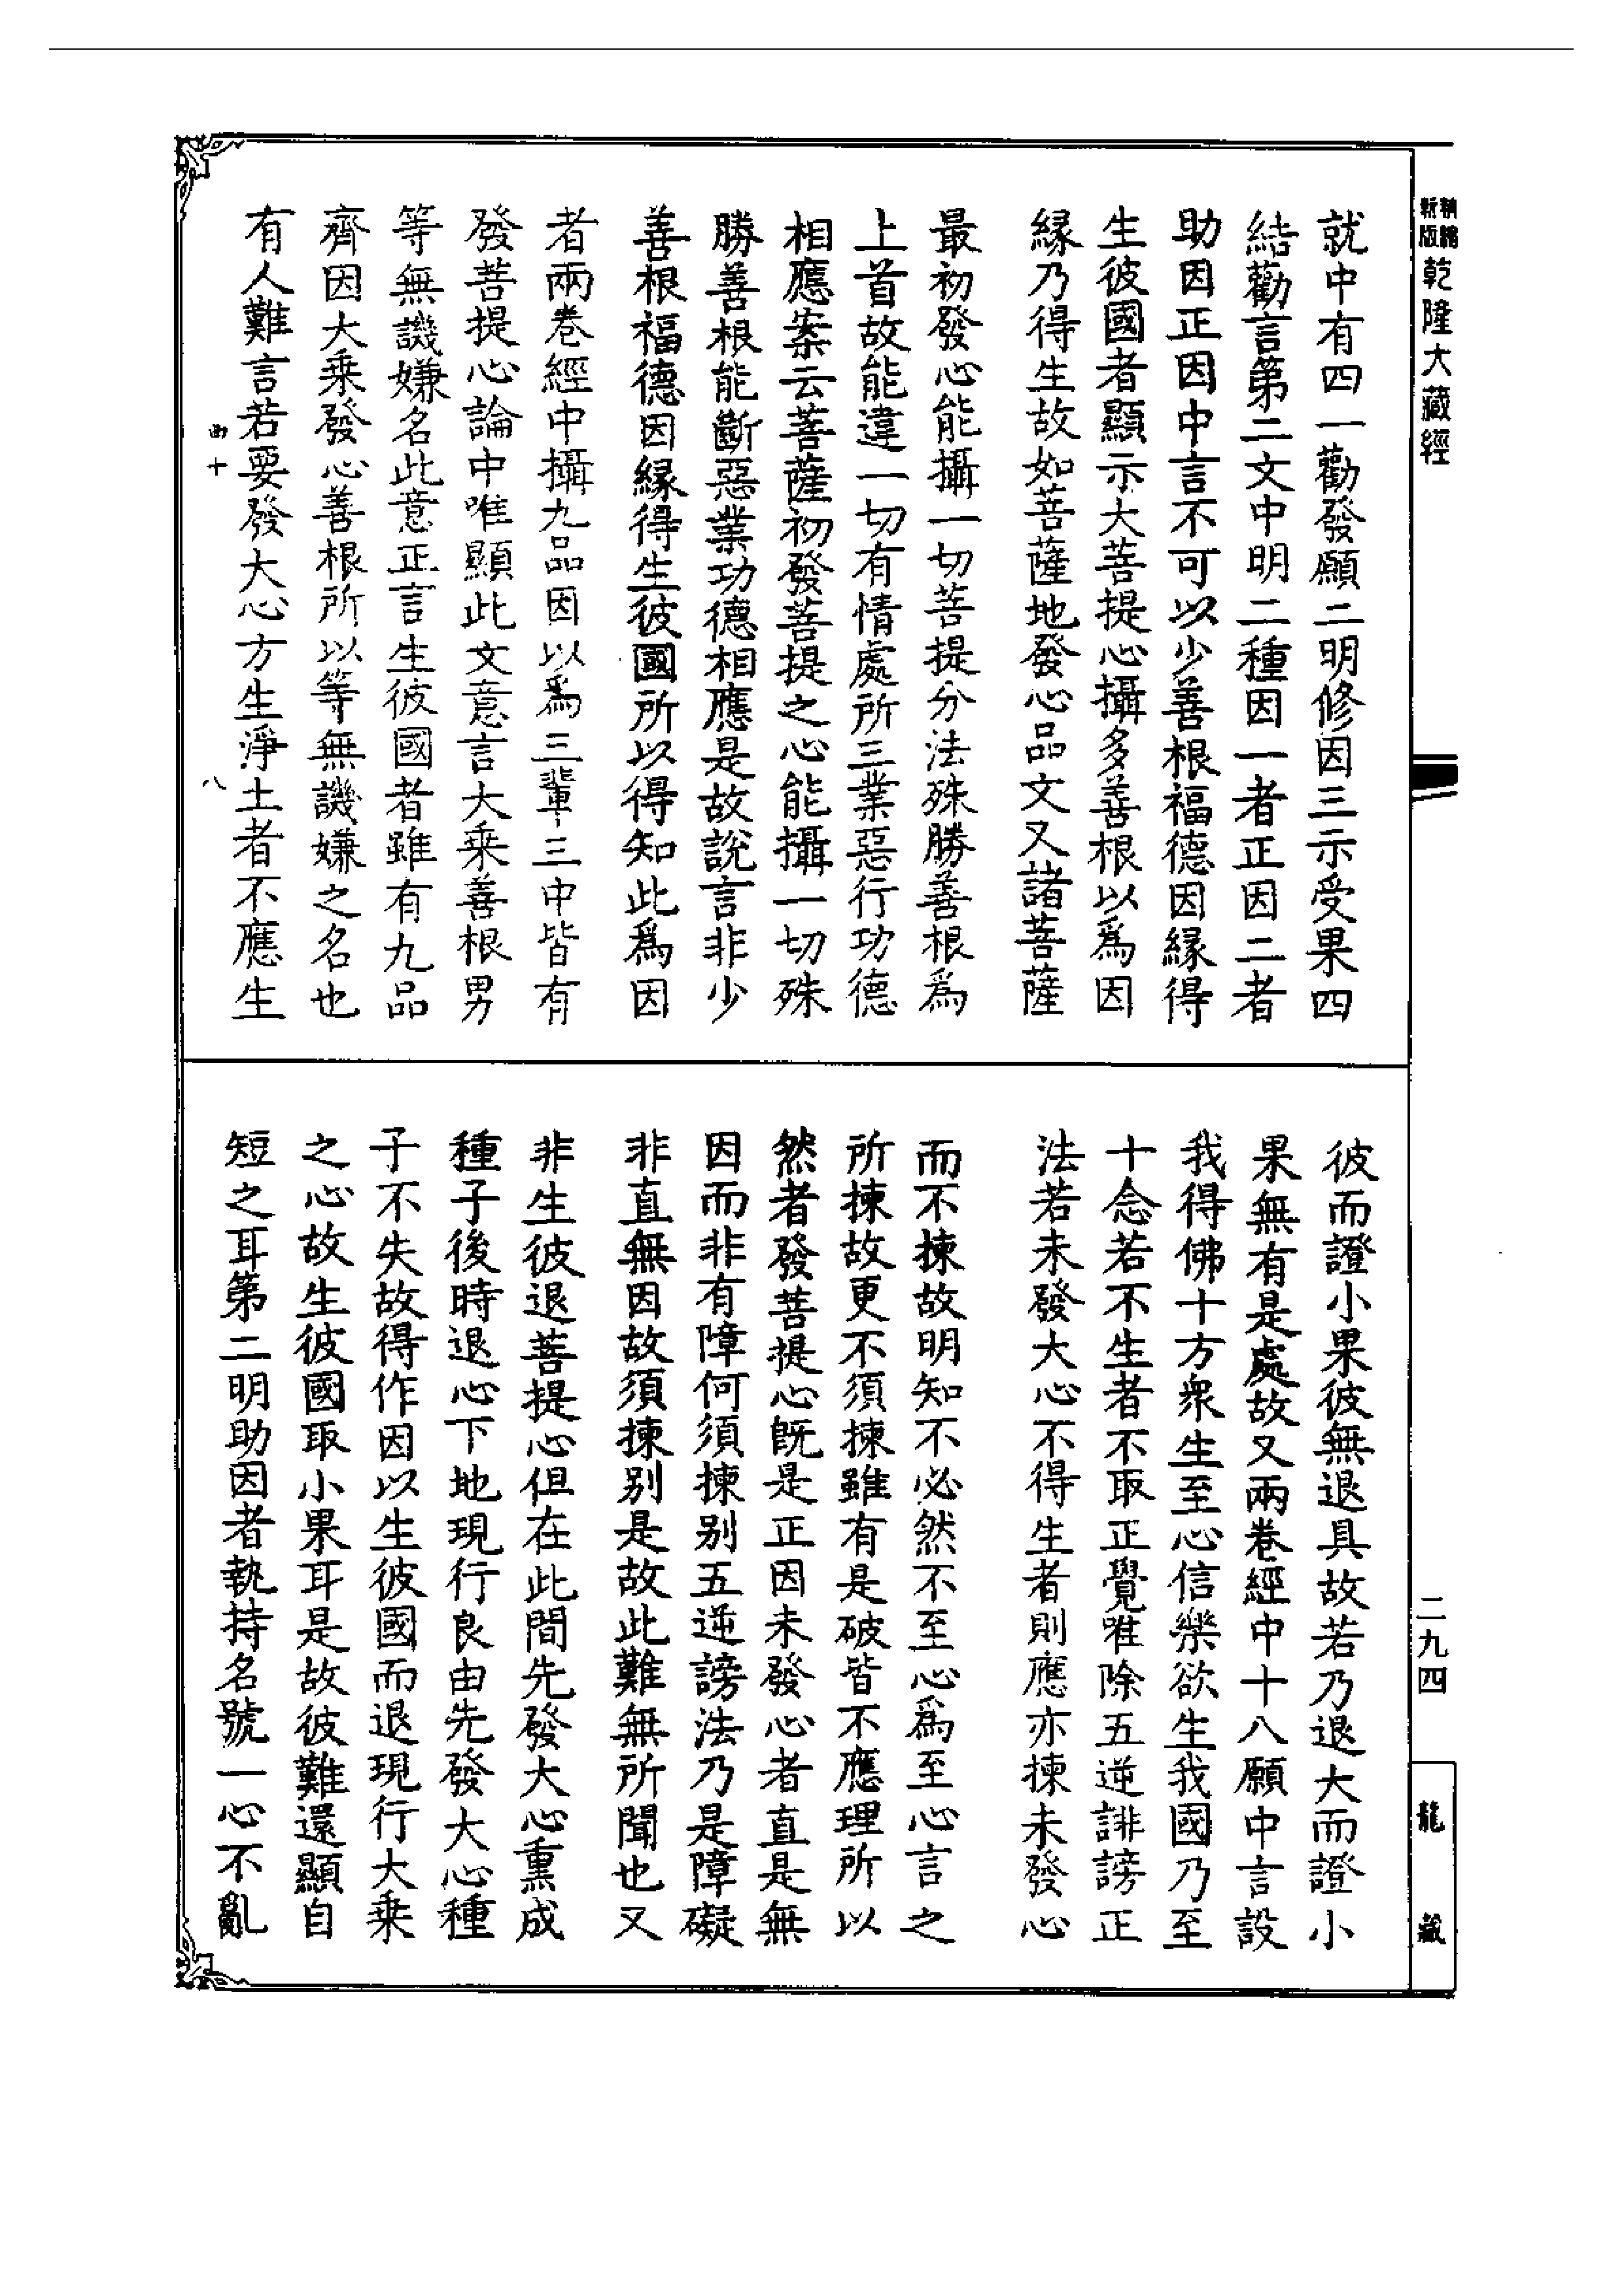 精縮
新版
乾隆大藏經
就中有四一勸發願二明修因三示受果四
結勸言第二文中明二種因一者正因二者
助因正因中言不可以少善根福德因緣得
生彼國者顯示大菩提心攝多善根以爲因
緣乃得生故如菩薩地發心品文又諸菩薩
最初發心能攝一切菩提分法殊勝善根爲
上首故能違一切有情處所三業惡行功德
相應案云菩薩初發菩提之心能攝一切殊
勝善根能斷惡業功德相應是故說言非少
善根福德因緣得生彼國所以得知此爲因
者兩卷經中攝九品因以爲三輩三中皆有
發菩提心論中唯顯此文意言大乘善根男
等無譏嫌名此意正言生彼國者雖有九品
齊因大乘發心善根所以等無譏嫌之名也
有人難言若要發大心方生淨土者不應生
八
彼而證小果彼無退具故若乃退大而證小
果無有是處故又兩卷經中十八願中言設
我得佛十方衆生至心信樂欲生我國乃至
十念若不生者不取正覺唯除五逆誹謗正
法若未發大心不得生者則應亦揀未發心
而不揀故明知不必然不至心爲至心言之
所揀故更不須揀雖有是破皆不應理所以
然者發菩提心既是正因未發心者直是無
因而非有障何須揀別五逆謗法乃是障礙
非直無因故須揀別是故此難無所聞也又
非生彼退菩提心但在此間先發大心熏成
種子後時退心下地現行良由先發大心種
子不失故得作因以生彼國而退現行大乘
之心故生彼國取小果耳是故彼難還顯自
短之耳第二明助因者執持名號一心不亂
二九四
龍藏